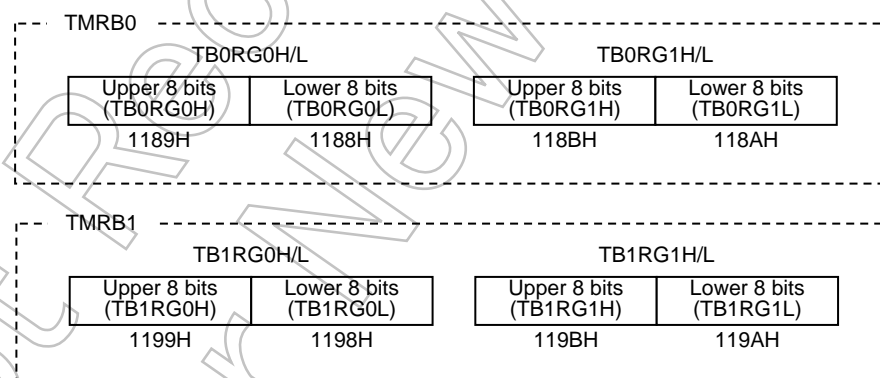 TMRB0
TB0RG0H/L TB0RG1H/L
Upper 8 bits Lower 8 bits Upper 8 bits Lower 8 bits
(TB0RG0H) (TB0RG0L) (TB0RG1H) (TB0RG1L)
1189H 1188H 118BH 118AH
TMRB1
TB1RG0H/L TB1RG1H/L
Upper 8 bits Lower 8 bits Upper 8 bits Lower 8 bits
(TB1RG0H) (TB1RG0L) (TB1RG1H) (TB1RG1L)
1199H 1198H 119BH 119AH
New